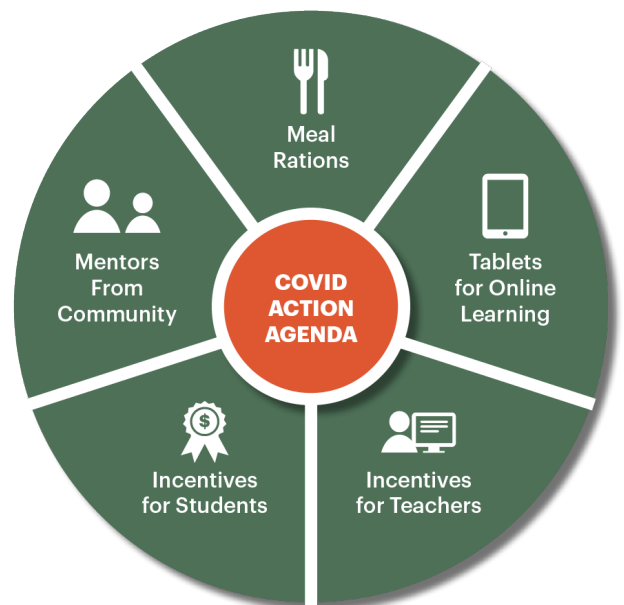 Meal
Rations
Tablets
for Online
Learning
Incentives
for Teachers
$
Incentives
for Students
Mentors
From
Community
COVID
ACTION
AGENDA